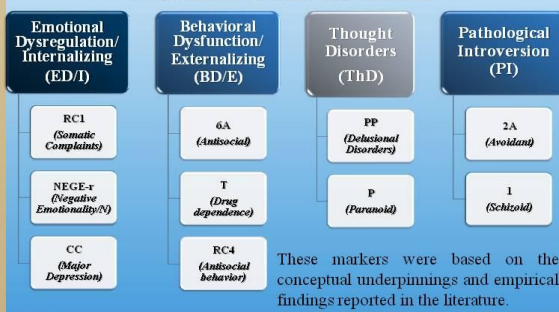 Emotional
Dysregulation/
Internalizing
(ED/I)
RC1
(Somatic
Complaints)
NEGE-r
(Negative
Emotionality/N)
CC
(Major
Depression)
Behavioral
Dysfunction/
Externalizing
(BD/E)
6A
(Antisocial)
T
(Drug
dependence)
RC4
(Antisocial
behavior)
Thought
Disorders
(ThD)
PP
(Delusional
Disorders)
P
(Paranoid)
Pathological
Introversion
(PI)
2A
(Avoidant)
1
(Schizoid)
These markers were based on the
conceptual underpinnings and empirical
findings reported in the literature.